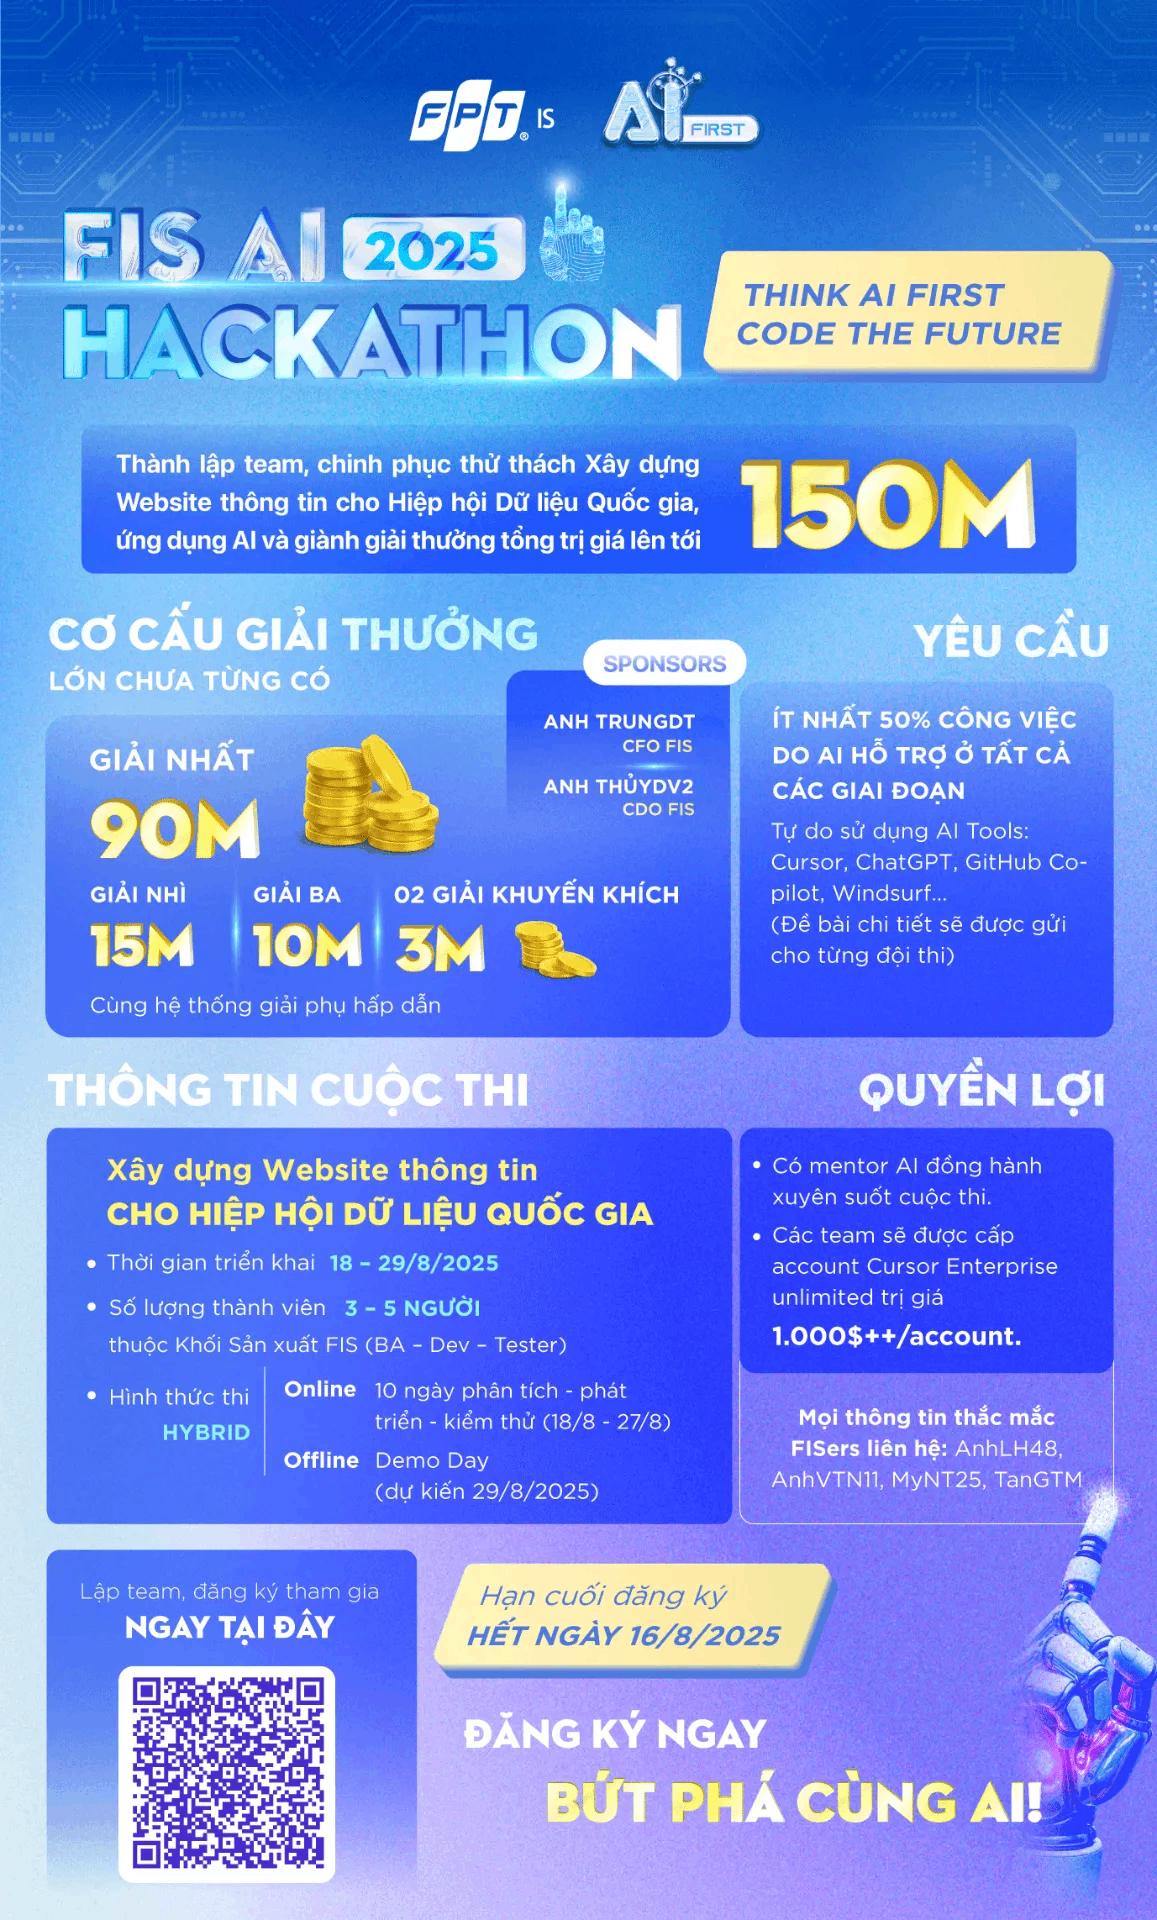 FPT IS
AI FIRST
FIS AI 2025
HACKATHON
THINK AI FIRST
CODE THE FUTURE
Thành lập team, chinh phục thử thách Xây dựng
Website thông tin cho Hiệp hội Dữ liệu Quốc gia,
ứng dụng AI và giành giải thưởng tổng trị giá lên tới
150M
CƠ CẤU GIẢI THƯỞNG
LỚN CHƯA TỪNG CÓ
SPONSORS
ANH TRUNGDT
CFO FIS
ANH THỦYDV2
CDO FIS
GIẢI NHẤT
90M
GIẢI NHÌ
15M
GIẢI BA
10M
02 GIẢI KHUYẾN KHÍCH
3M
Cùng hệ thống giải phụ hấp dẫn
YÊU CẦU
ÍT NHẤT 50% CÔNG VIỆC
DO AI HỖ TRỢ Ở TẤT CẢ
CÁC GIAI ĐOẠN
Tự do sử dụng AI Tools:
Cursor, ChatGPT, GitHub Co-
pilot, Windsurf...
(Đề bài chi tiết sẽ được gửi
cho từng đội thi)
THÔNG TIN CUỘC THI
Xây dựng Website thông tin
CHO HIỆP HỘI DỮ LIỆU QUỐC GIA
• Thời gian triển khai 18 – 29/8/2025
• Số lượng thành viên 3 – 5 NGƯỜI
thuộc Khối Sản xuất FIS (BA – Dev – Tester)
• Hình thức thi
HYBRID
Online 10 ngày phân tích - phát
triển - kiểm thử (18/8 - 27/8)
Offline Demo Day
(dự kiến 29/8/2025)
QUYỀN LỢI
• Có mentor AI đồng hành
xuyên suốt cuộc thi.
• Các team sẽ được cấp
account Cursor Enterprise
unlimited trị giá
1.000$++/account.
Mọi thông tin thắc mắc
FISers liên hệ: AnhLH48,
AnhVTN11, MyNT25, TanGTM
Lập team, đăng ký tham gia
NGAY TẠI ĐÂY
Hạn cuối đăng ký
HẾT NGÀY 16/8/2025
ĐĂNG KÝ NGAY
BỨT PHÁ CÙNG AI!